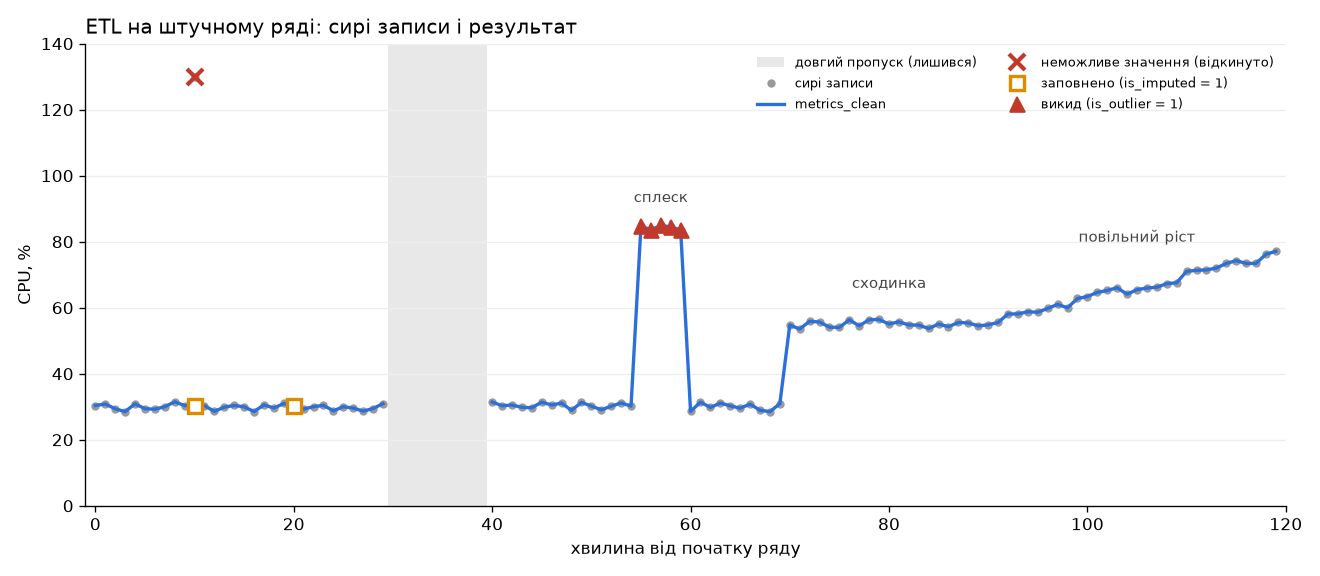 ETL на штучному ряді: сирі записи і результат
довгий пропуск (лишився)
сирі записи
metrics_clean
неможливе значення (відкинуто)
заповнено (is_imputed = 1)
викид (is_outlier = 1)
сплеск
сходинка
повільний ріст
CPU, %
140
120
100
80
60
40
20
0
0 20 40 60 80 100 120
хвилина від початку ряду